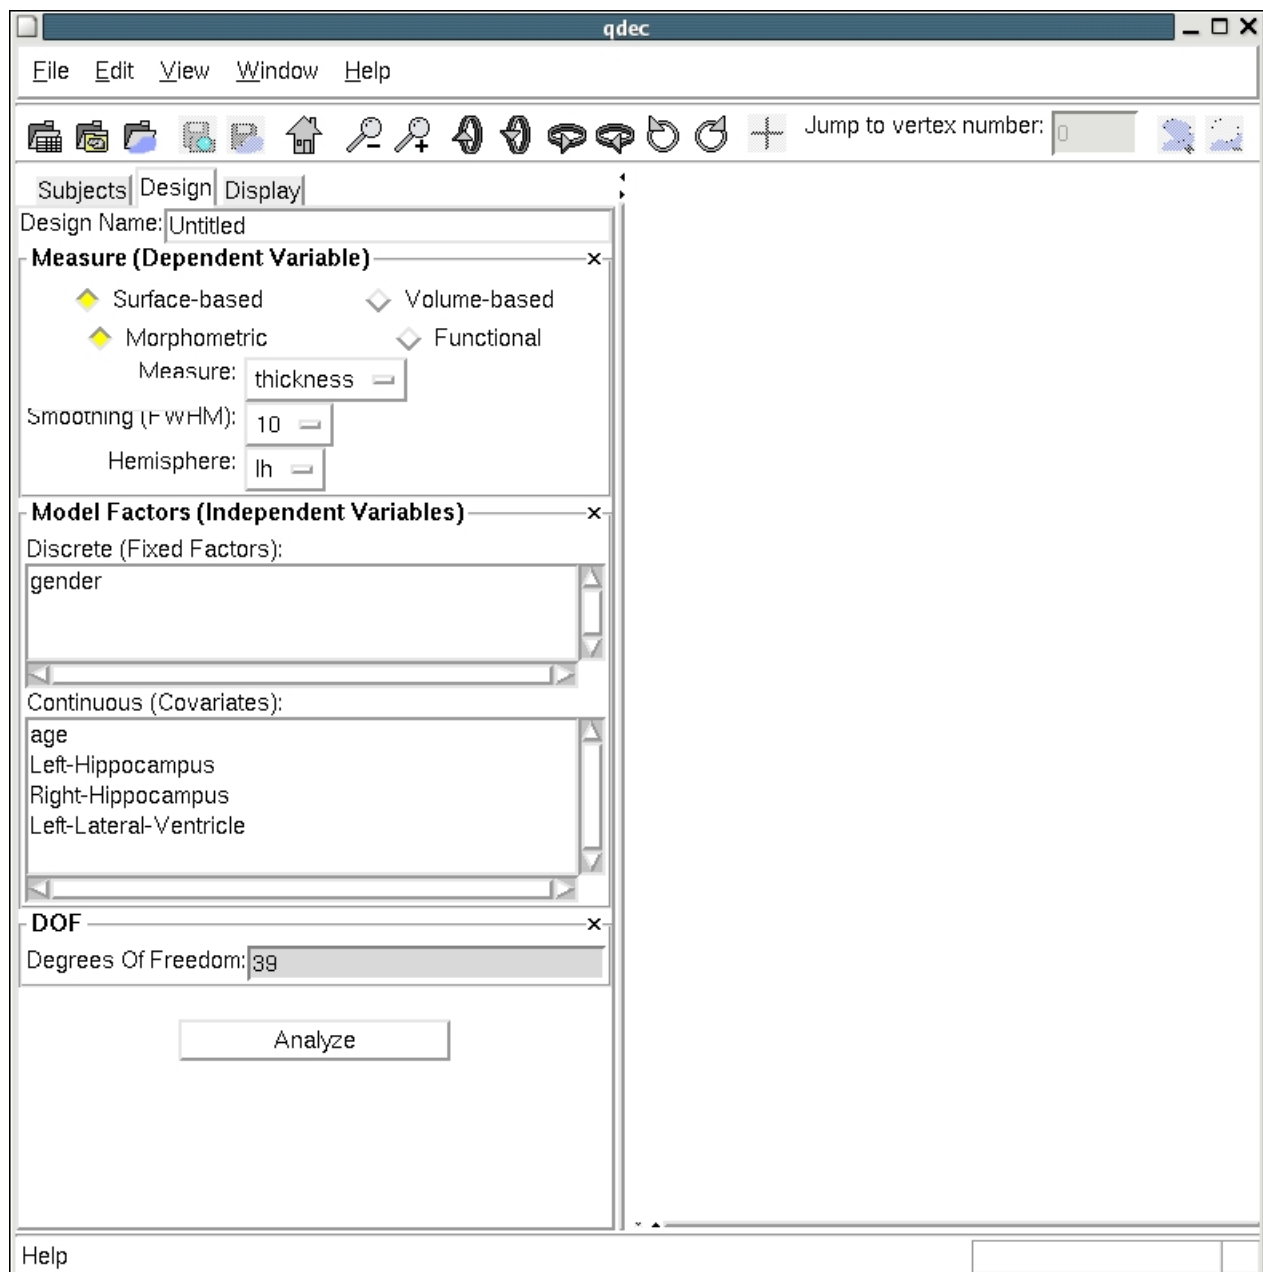 qdec
File Edit View Window Help
Jump to vertex number: 0
Subjects Design Display
Design Name: Untitled
Measure (Dependent Variable)
Surface-based Volume-based
Morphometric Functional
Measure: thickness
Smoothing (FWHM): 10
Hemisphere: lh
Model Factors (Independent Variables)
Discrete (Fixed Factors):
gender
Continuous (Covariates):
age
Left-Hippocampus
Right-Hippocampus
Left-Lateral-Ventricle
DOF
Degrees Of Freedom: 39
Analyze
Help